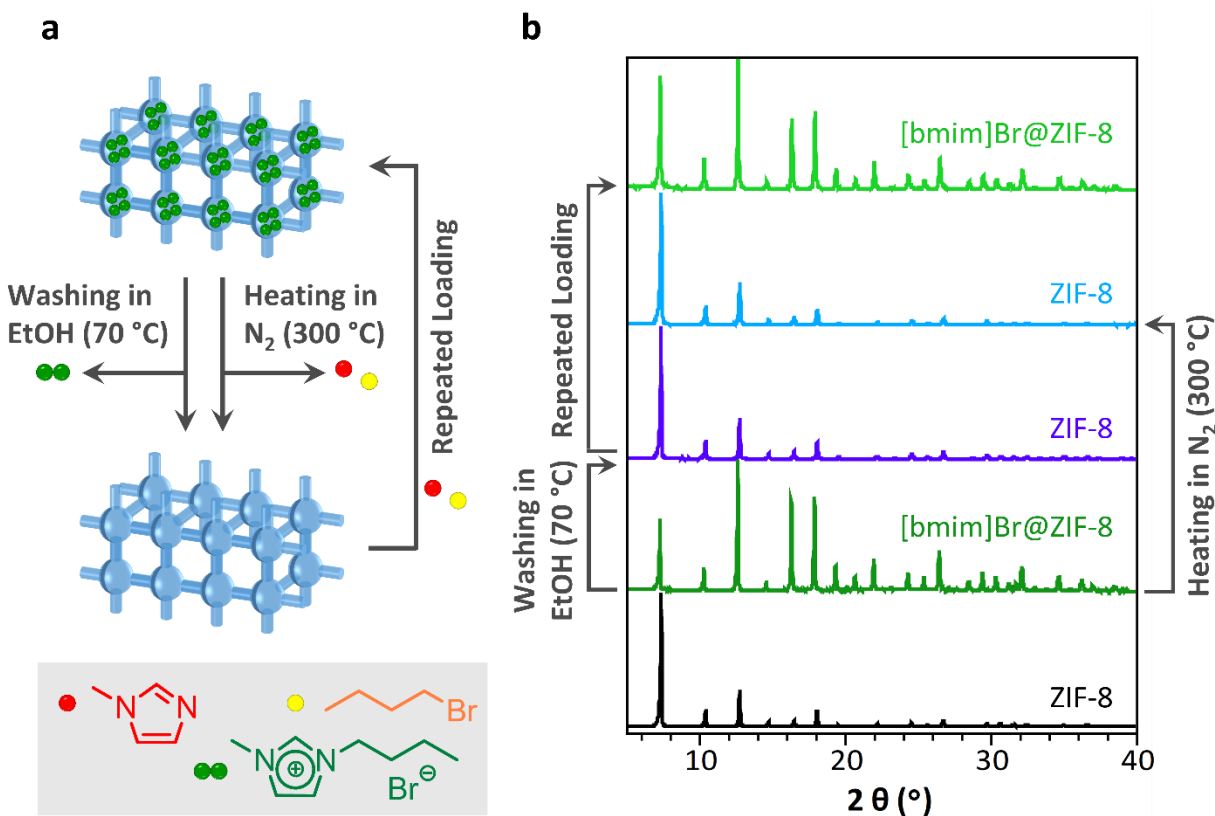 a
Washing in
EtOH (70 °C)
Heating in
N₂ (300 °C)
Repeated Loading
N
N
Br
N
N
⊕
Br⊖
b
[bmim]Br@ZIF-8
ZIF-8
ZIF-8
[bmim]Br@ZIF-8
ZIF-8
Repeated Loading
Washing in
EtOH (70 °C)
Heating in N₂ (300 °C)
10
20
30
40
2 θ (°)